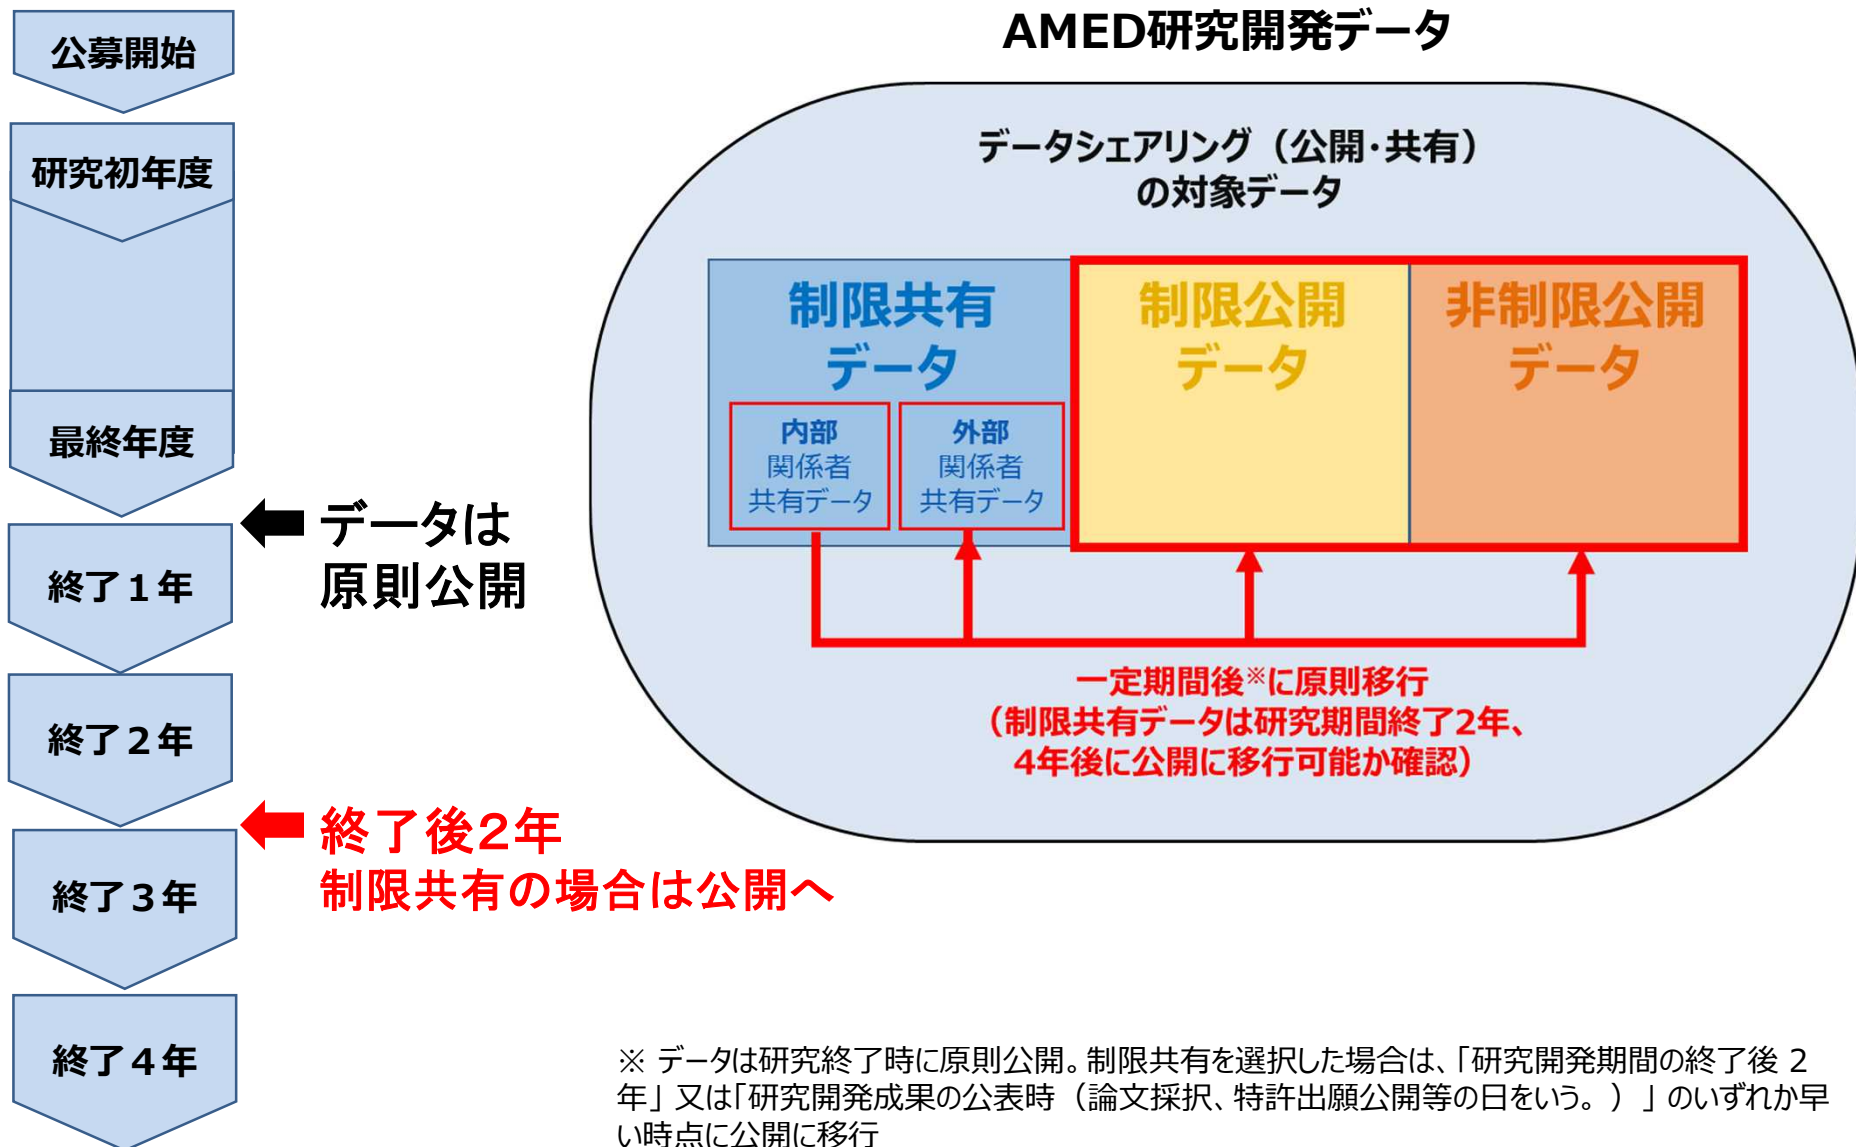 公募開始
研究初年度
最終年度
終了１年
終了２年
終了３年
終了４年
データは
原則公開
終了後２年
制限共有の場合は公開へ
AMED研究開発データ
データシェアリング（公開・共有）
の対象データ
制限共有
データ
内部
関係者
共有データ
外部
関係者
共有データ
制限公開
データ
非制限公開
データ
一定期間後※に原則移行
（制限共有データは研究期間終了2年、
4年後に公開に移行可能か確認）
※ データは研究終了時に原則公開。制限共有を選択した場合は、「研究開発期間の終了後 2
年」又は「研究開発成果の公表時（論文採択、特許出願公開等の日をいう。）」のいずれか早
い時点に公開に移行